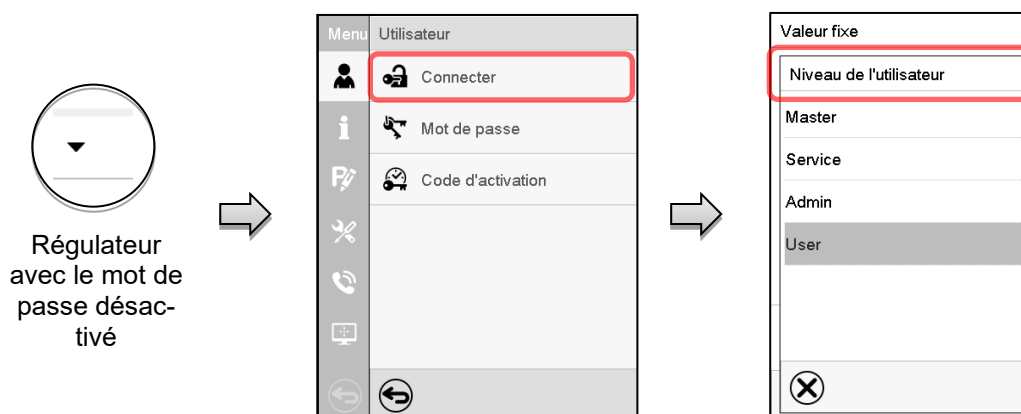 Régulateur
avec le mot de
passe désac-
tivé
Menu
Utilisateur
Connecter
Mot de passe
Code d'activation
Valeur fixe
Niveau de l'utilisateur
Master
Service
Admin
User